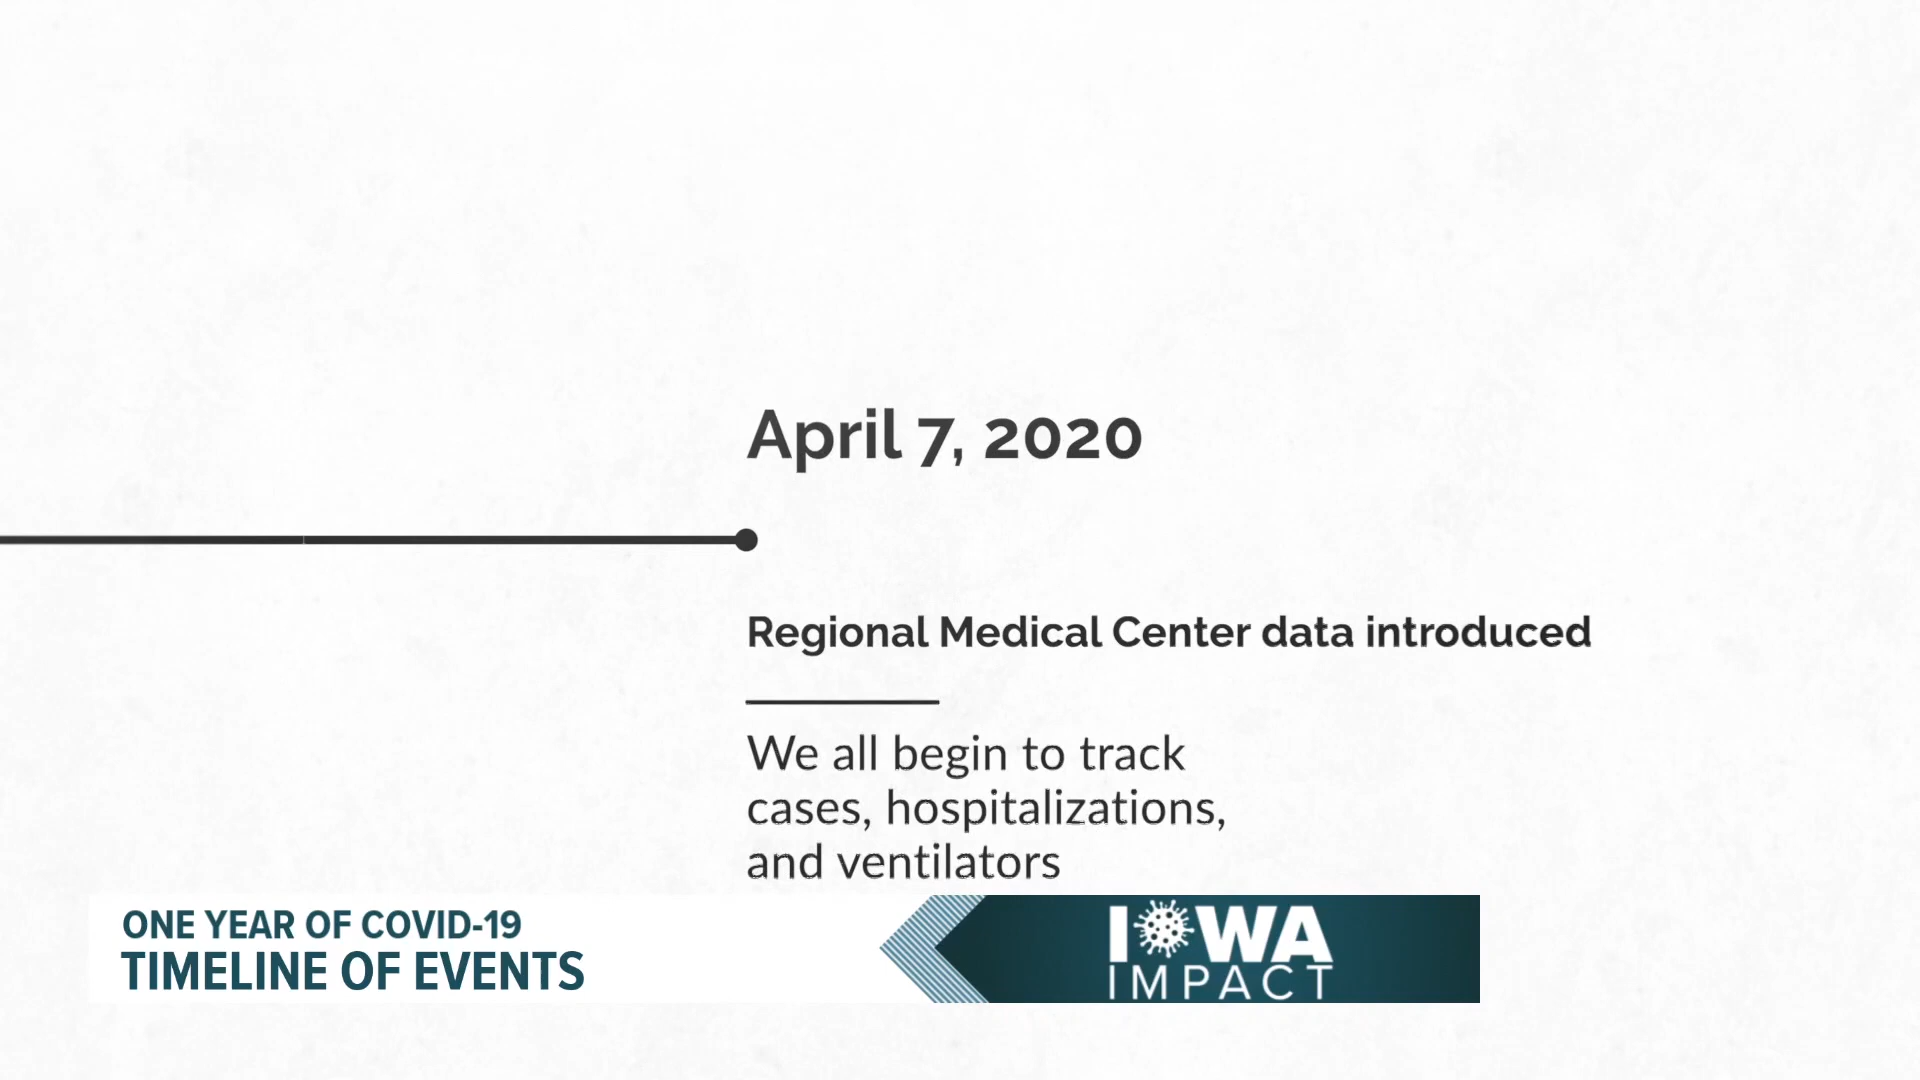 April 7, 2020
Regional Medical Center data introduced
We all begin to track
cases, hospitalizations,
and ventilators
ONE YEAR OF COVID-19
TIMELINE OF EVENTS
IOWA
IMPACT